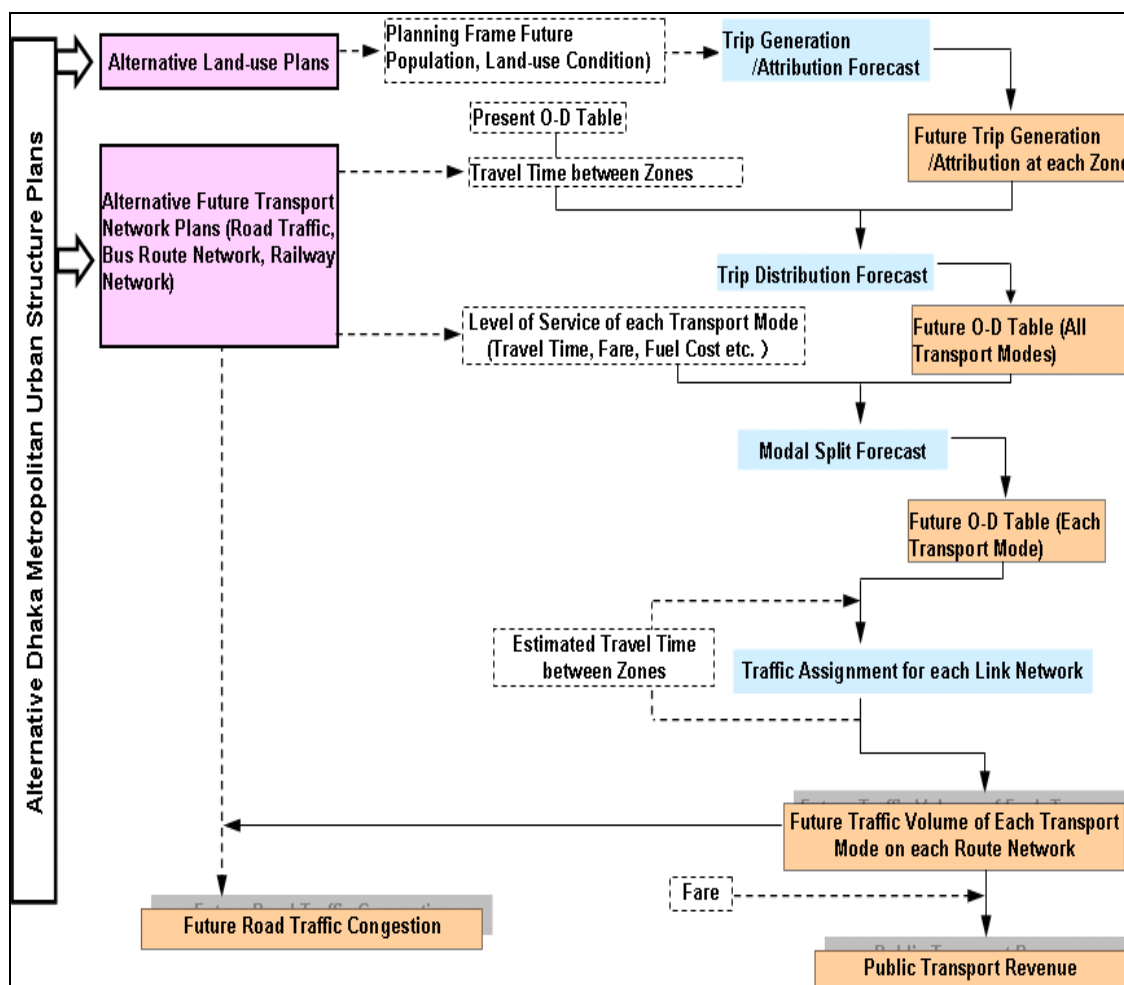 Alternative Dhaka Metropolitan Urban Structure Plans
Alternative Land-use Plans
Planning Frame Future
Population, Land-use Condition)
Trip Generation
/Attribution Forecast
Present O-D Table
Future Trip Generation
/Attribution at each Zone
Travel Time between Zones
Alternative Future Transport
Network Plans (Road Traffic,
Bus Route Network, Railway
Network)
Trip Distribution Forecast
Level of Service of each Transport Mode
(Travel Time, Fare, Fuel Cost etc. )
Future O-D Table (All
Transport Modes)
Modal Split Forecast
Future O-D Table (Each
Transport Mode)
Estimated Travel Time
between Zones
Traffic Assignment for each Link Network
Future Traffic Volume of Each Transport
Mode on each Route Network
Fare
Future Road Traffic Congestion
Public Transport Revenue